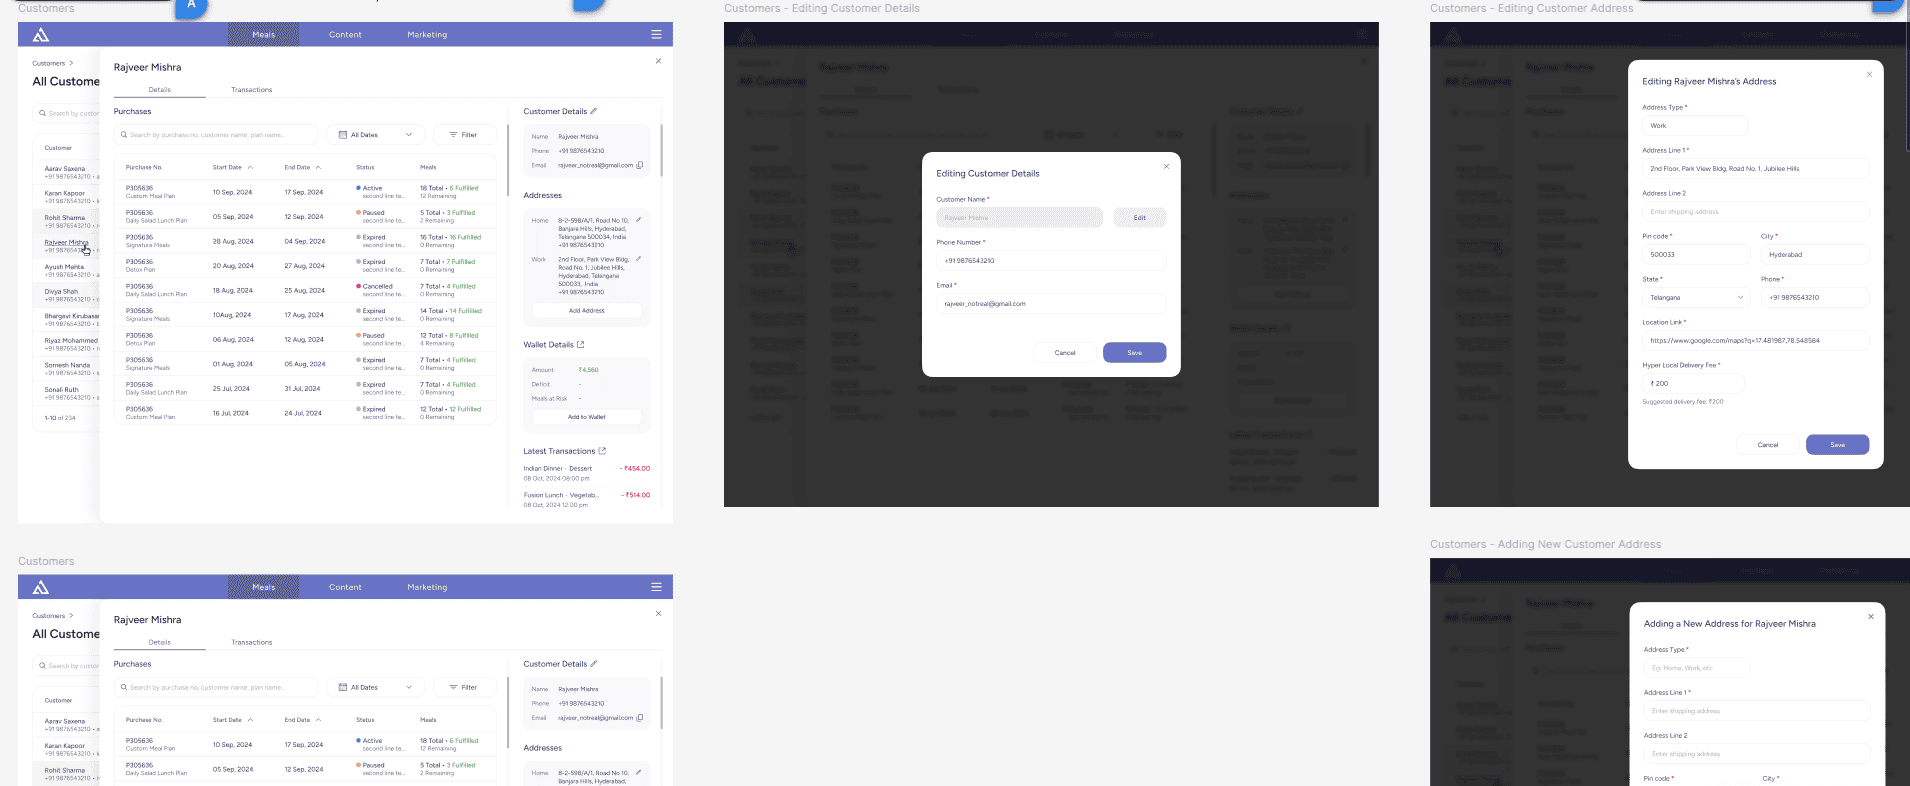 Customers
A
Meals
Content
Marketing
Customers >
All Custome
Search by custor
Customer
Aarav Saxena
+91 9876543210 • a
Karan Kapoor
+91 9876543210 • k
Rohit Sharma
+91 9876543210 • r
Rajveer Mishra
+91 987654321
Ayush Mehta
+91 9876543210 • a
Divya Shah
+91 9876543210 •
Bhargavi Kirubasar
+91 9876543210 • b
Riyaz Mohammed
+91 9876543210 • r
Somesh Nanda
+91 9876543210 • s
Sonali Ruth
+91 9876543210 • s
1-10 of 234
Rajveer Mishra
Details
Transactions
Purchases
Search by purchase no, customer name, plan name...
All Dates
Filter
Purchase No. Start Date End Date Status Meals
P305636 10 Sep, 2024 17 Sep, 2024 Active 18 Total • 6 Fulfilled
Custom Meal Plan second line te... 12 Remaining
P305636 05 Sep, 2024 12 Sep, 2024 Paused 5 Total • 3 Fulfilled
Daily Salad Lunch Plan second line te... 2 Remaining
P305636 28 Aug, 2024 04 Sep, 2024 Expired 16 Total • 16 Fulfilled
Signature Meals second line te... 0 Remaining
P305636 20 Aug, 2024 27 Aug, 2024 Expired 7 Total • 7 Fulfilled
Detox Plan second line te... 0 Remaining
P305636 18 Aug, 2024 25 Aug, 2024 Cancelled 7 Total • 4 Fulfilled
Daily Salad Lunch Plan second line te... 0 Remaining
P305636 10Aug, 2024 17 Aug, 2024 Expired 14 Total • 14 Fulfilled
Signature Meals second line te... 0 Remaining
P305636 06 Aug, 2024 12 Aug, 2024 Paused 12 Total • 8 Fulfilled
Detox Plan second line te... 4 Remaining
P305636 01 Aug, 2024 05 Aug, 2024 Expired 7 Total • 4 Fulfilled
Signature Meals second line te... 0 Remaining
P305636 25 Jul, 2024 31 Jul, 2024 Expired 7 Total • 4 Fulfilled
Daily Salad Lunch Plan second line te... 0 Remaining
P305636 16 Jul, 2024 24 Jul, 2024 Expired 12 Total • 12 Fulfilled
Custom Meal Plan second line te... 0 Remaining
Customer Details
Name Rajveer Mishra
Phone +91 9876543210
Email rajveer_notreal@gmail.com
Addresses
Home 8-2-598/A/1, Road No 10,
Banjara Hills, Hyderabad,
Telangana 500034, India
+91 9876543210
Work 2nd Floor, Park View Bldg,
Road No. 1, Jubilee Hills,
Hyderabad, Telangana
500033, India
+91 9876543210
Add Address
Wallet Details
Amount ₹4,560
Deficit -
Meals at Risk -
Add to Wallet
Latest Transactions
Indian Dinner - Dessert - ₹454.00
08 Oct, 2024 08:00 pm
Fusion Lunch - Vegetab... - ₹514.00
08 Oct, 2024 12:00 pm
Customers - Editing Customer Details
Editing Customer Details
Customer Name *
Rajveer Mishra
Edit
Phone Number *
+91 9876543210
Email *
rajveer_notreal@gmail.com
Cancel
Save
Customers - Editing Customer Address
Editing Rajveer Mishra's Address
Address Type *
Work
Address Line 1 *
2nd Floor, Park View Bldg, Road No. 1, Jubilee Hills
Address Line 2
Enter shipping address
Pin code * City *
500033 Hyderabad
State * Phone *
Telangana +91 9876543210
Location Link *
https://www.google.com/maps?q=17.481987,78.548584
Hyper Local Delivery Fee *
₹ 200
Suggested delivery fee: ₹200
Cancel
Save
Customers
Meals
Content
Marketing
Customers >
All Custome
Search by custor
Customer
Aarav Saxena
+91 9876543210 • a
Karan Kapoor
+91 9876543210 • k
Rohit Sharma
+91 9876543210 • r
Rajveer Mishra
Details
Transactions
Purchases
Search by purchase no, customer name, plan name...
All Dates
Filter
Purchase No. Start Date End Date Status Meals
P305636 10 Sep, 2024 17 Sep, 2024 Active 18 Total • 6 Fulfilled
Custom Meal Plan second line te... 12 Remaining
P305636 05 Sep, 2024 12 Sep, 2024 Paused 5 Total • 3 Fulfilled
Daily Salad Lunch Plan second line te... 2 Remaining
Customer Details
Name Rajveer Mishra
Phone +91 9876543210
Email rajveer_notreal@gmail.com
Addresses
Home 8-2-598/A/1, Road No 10,
Banjara Hills, Hyderabad,
Customers - Adding New Customer Address
Adding a New Address for Rajveer Mishra
Address Type *
Eg: Home, Work, etc
Address Line 1 *
Enter shipping address
Address Line 2
Enter shipping address
Pin code * City *